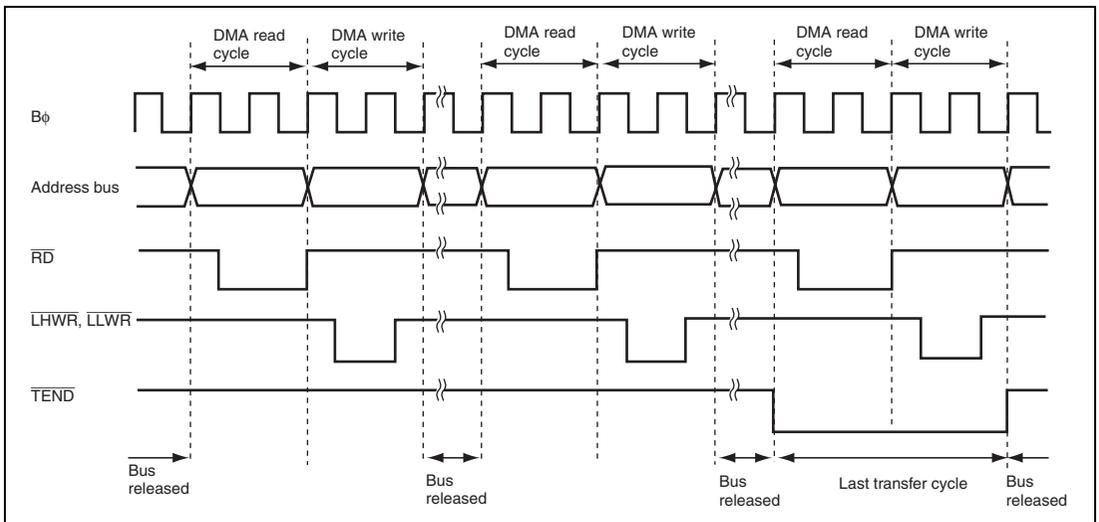 DMA read
cycle
DMA write
cycle
DMA read
cycle
DMA write
cycle
DMA read
cycle
DMA write
cycle
Bφ
Address bus
RD
LHWR, LLWR
TEND
Bus
released
Bus
released
Bus
released
Last transfer cycle
Bus
released